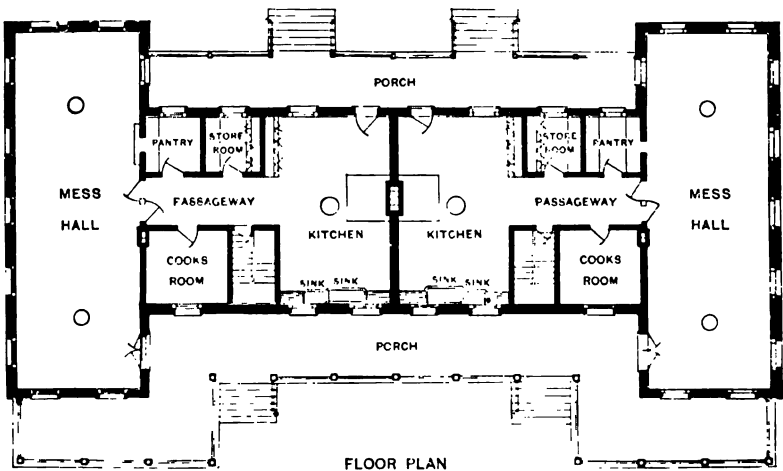 PORCH
PANTRY
STORE
ROOM
STORE
ROOM
PANTRY
MESS
HALL
FASSAGEWAY
KITCHEN
KITCHEN
PASSAGEWAY
MESS
HALL
COOKS
ROOM
SINK
SINK
SINK
SINK
COOKS
ROOM
PORCH
FLOOR PLAN